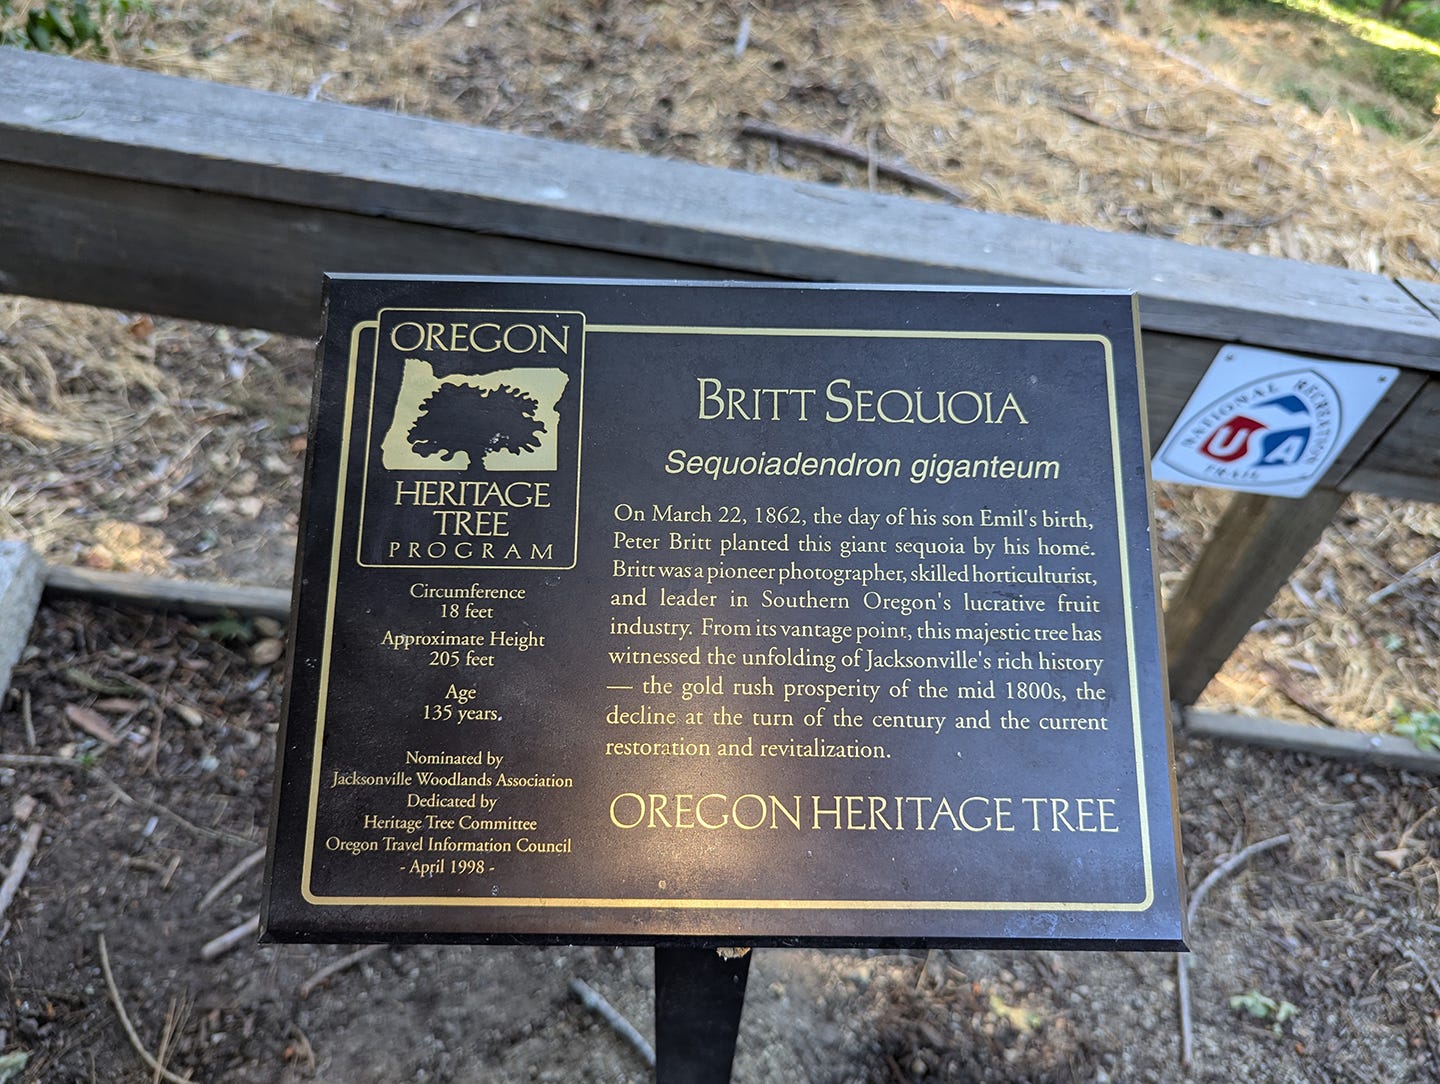 OREGON
HERITAGE
TREE
PROGRAM
Circumference
18 feet
Approximate Height
205 feet
Age
135 years.
Nominated by
Jacksonville Woodlands Association
Dedicated by
Heritage Tree Committee
Oregon Travel Information Council
- April 1998 -
BRITT SEQUOIA
Sequoiadendron giganteum
On March 22, 1862, the day of his son Emil's birth,
Peter Britt planted this giant sequoia by his home.
Britt was a pioneer photographer, skilled horticulturist,
and leader in Southern Oregon's lucrative fruit
industry. From its vantage point, this majestic tree has
witnessed the unfolding of Jacksonville's rich history
— the gold rush prosperity of the mid 1800s, the
decline at the turn of the century and the current
restoration and revitalization.
OREGON HERITAGE TREE
NATIONAL RECREATION
USA
TRAIL